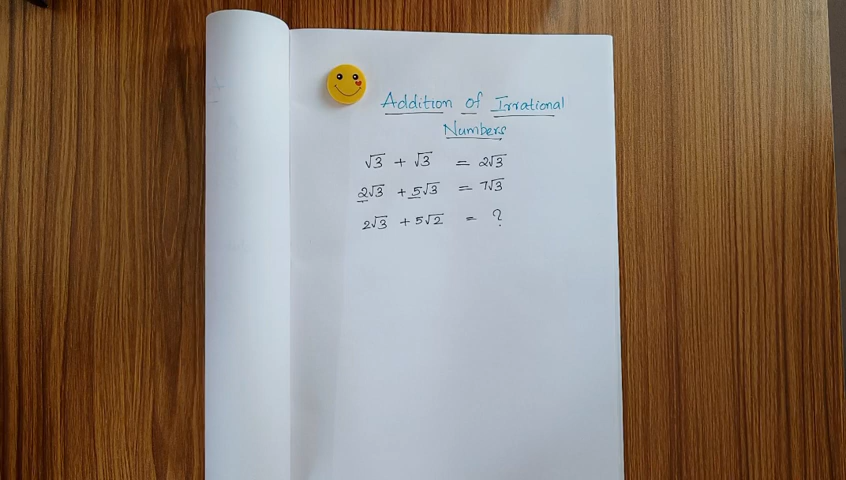 Addition of Irrational
Numbers
√3 + √3 = 2√3
2√3 + 5√3 = 7√3
2√3 + 5√2 = ?